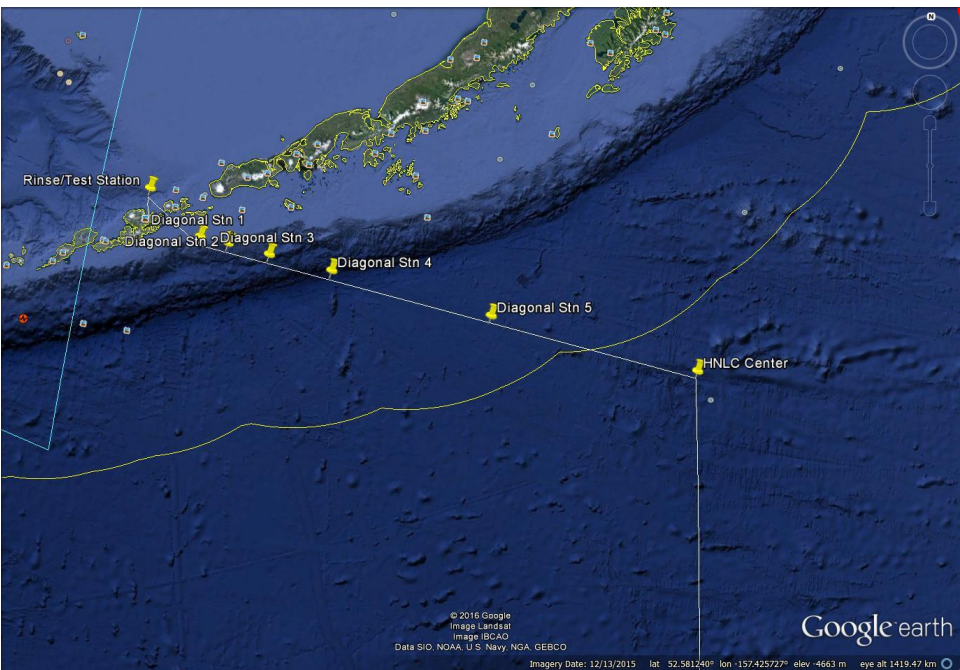 N
Rinse/Test Station
Diagonal Stn 1
Diagonal Stn 2
Diagonal Stn 3
Diagonal Stn 4
Diagonal Stn 5
HNLC Center
© 2016 Google
Image Landsat
Image IBCAO
Data SIO, NOAA, U.S. Navy, NGA, GEBCO
Google earth
Imagery Date: 12/13/2015 lat 52.581240° lon -157.425727° elev -4663 m eye alt 1419.47 km